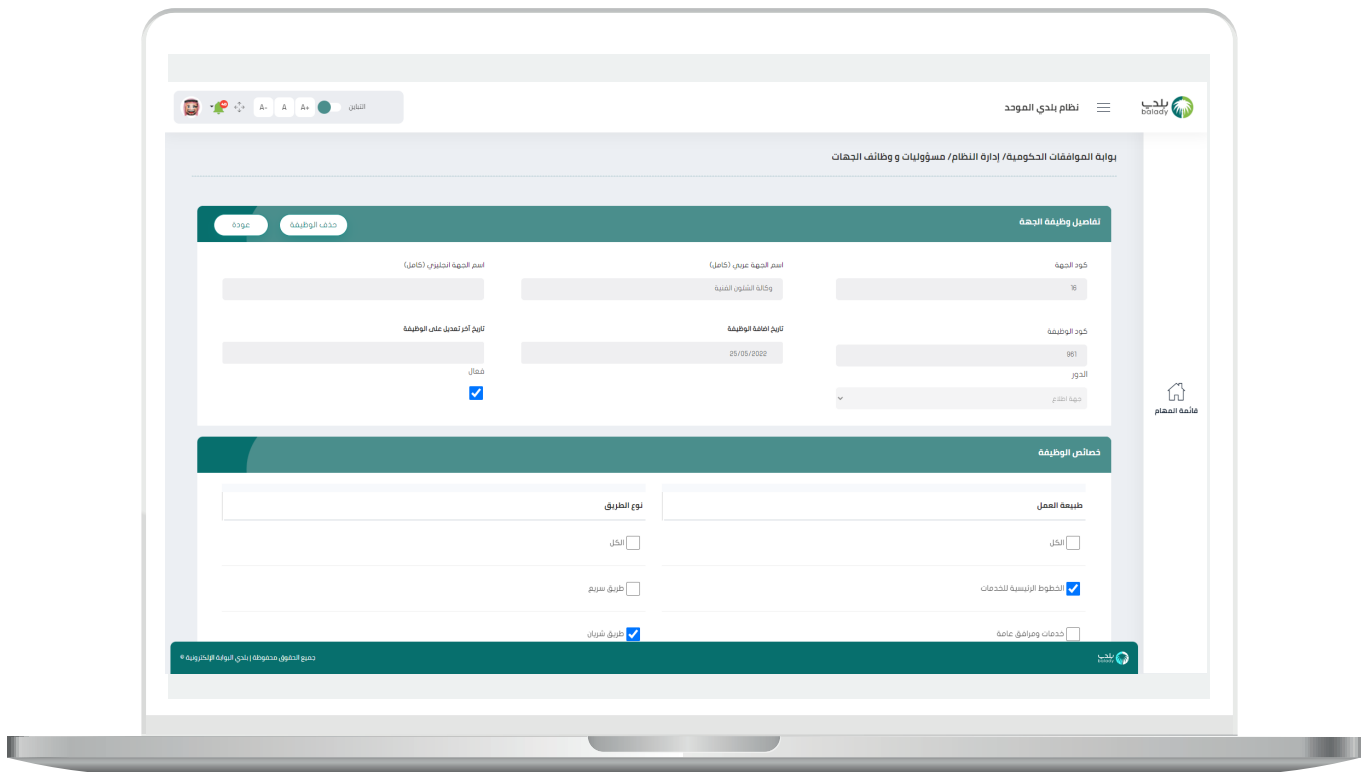 بلدي
balady
نظام بلدي الموحد
التباين
A+
A
A-
بوابة الموافقات الحكومية/ إدارة النظام/ مسؤوليات و وظائف الجهات
تفاصيل وظيفة الجهة
حذف الوظيفة
عودة
كود الجهة
اسم الجهة عربي (كامل)
اسم الجهة انجليزي (كامل)
16
وكالة الشئون الفنية
كود الوظيفة
تاريخ اضافة الوظيفة
تاريخ آخر تعديل على الوظيفة
961
25/05/2022
الدور
فعال
جهة اطلاع
قائمة المهام
خصائص الوظيفة
طبيعة العمل
نوع الطريق
الكل
الكل
الخطوط الرئيسية للخدمات
طريق سريع
خدمات ومرافق عامة
طريق شريان
بلدي
balady
جميع الحقوق محفوظة | بلدي البوابة الإلكترونية ©